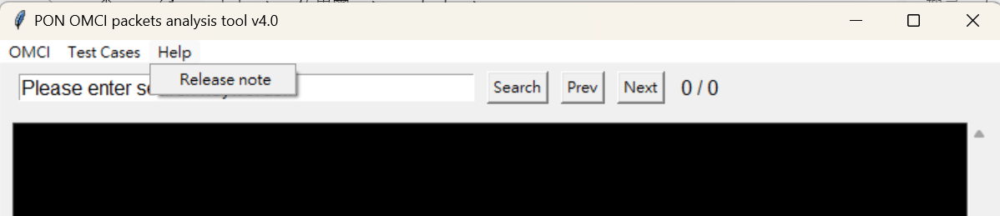 PON OMCI packets analysis tool v4.0
OMCI Test Cases Help
Release note
Please enter se
Search Prev Next 0 / 0